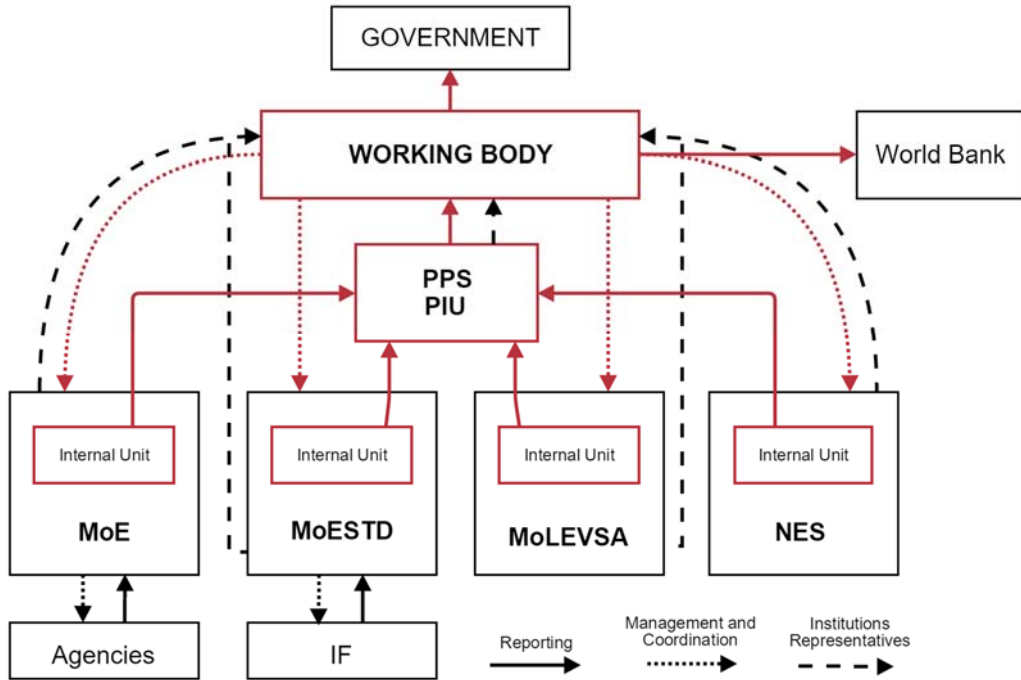 GOVERNMENT
WORKING BODY
World Bank
PPS
PIU
Internal Unit
Internal Unit
Internal Unit
Internal Unit
MoE
MoESTD
MoLEVSA
NES
Agencies
IF
Reporting
Management and
Coordination
Institutions
Representatives